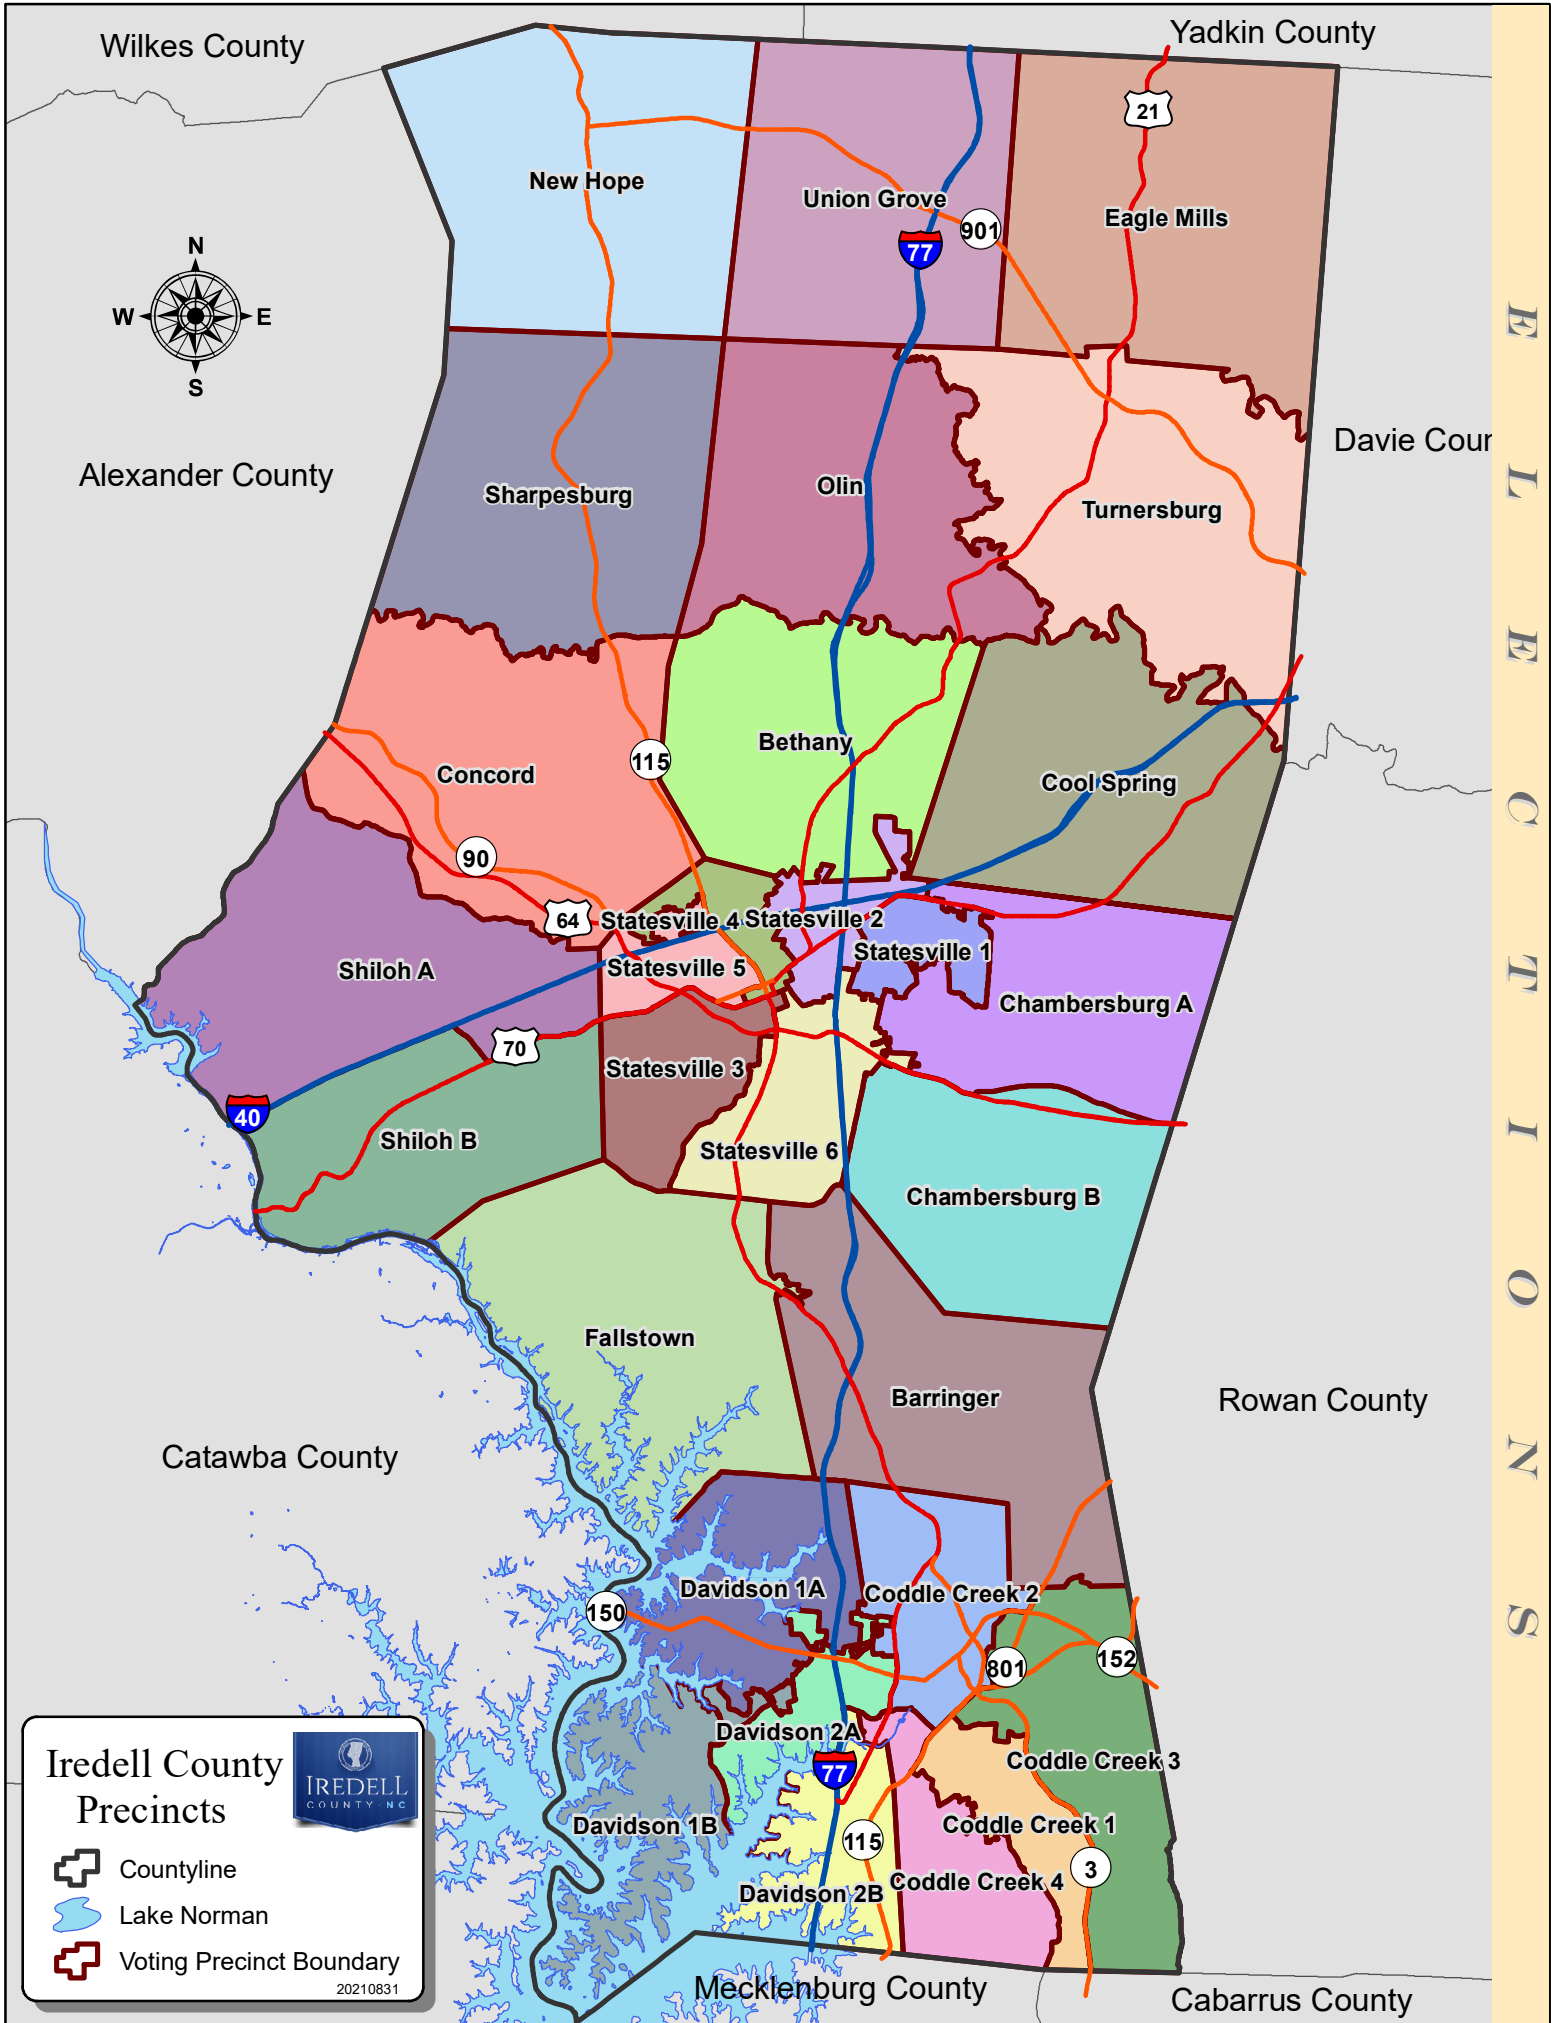 Wilkes County
Yadkin County
21
New Hope
Union Grove
Eagle Mills
901
77
N
W
E
S
Davie Cour
Alexander County
Sharpesburg
Olin
Turnersburg
Bethany
115
Concord
Cool Spring
90
64
Statesville 4
Statesville 2
Statesville 1
Statesville 5
Shiloh A
Chambersburg A
70
Statesville 3
40
Shiloh B
Statesville 6
Chambersburg B
Fallstown
Barringer
Rowan County
Catawba County
Davidson 1A
Coddle Creek 2
150
801
152
Davidson 2A
Coddle Creek 3
77
Davidson 1B
Coddle Creek 1
115
3
Davidson 2B
Coddle Creek 4
Mecklenburg County
Cabarrus County
Iredell County
Precincts
IREDELL
COUNTY NC
Countyline
Lake Norman
Voting Precinct Boundary
20210831
ELECTIONS